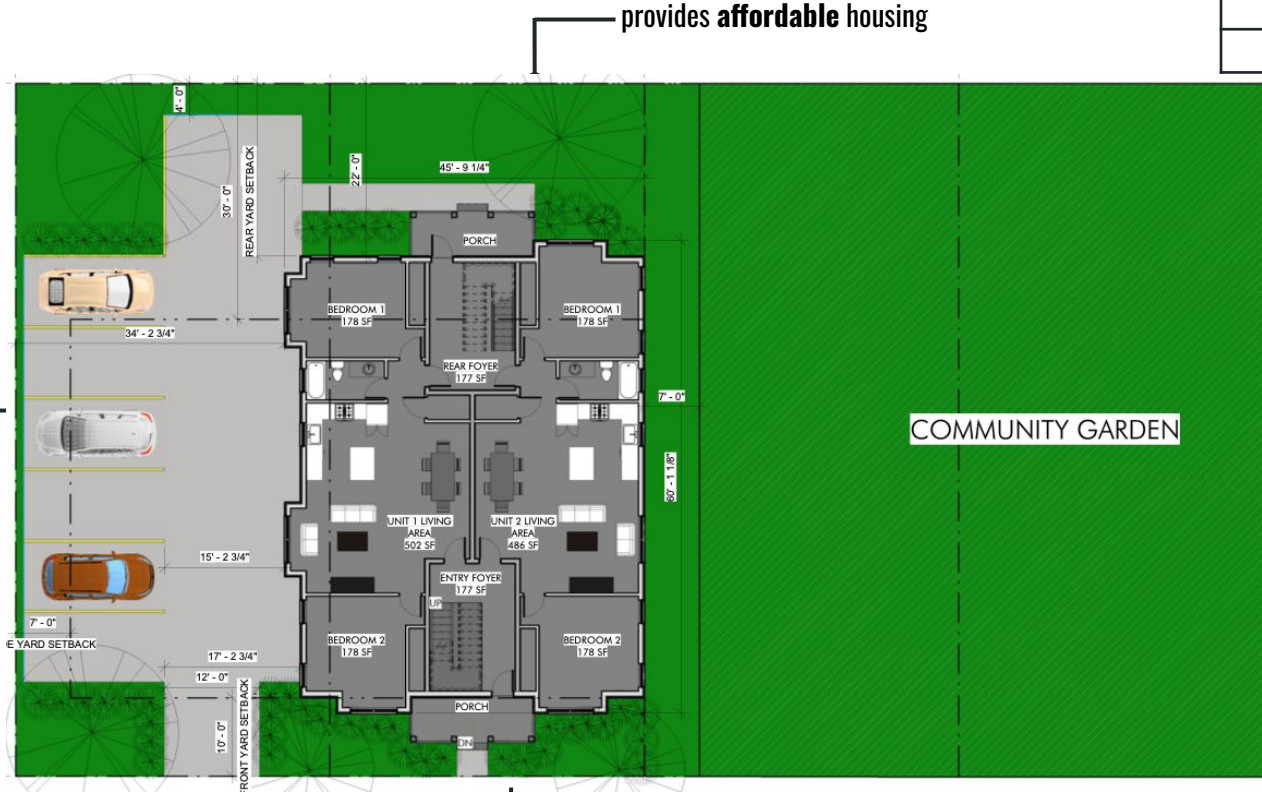 provides affordable housing
4' - 0"
30' - 0"
REAR YARD SETBACK
22' - 0"
45' - 9 1/4"
PORCH
BEDROOM 1
178 SF
BEDROOM 1
178 SF
34' - 2 3/4"
REAR FOYER
177 SF
7' - 0"
COMMUNITY GARDEN
60' - 1 1/8"
UNIT 1 LIVING
AREA
502 SF
UNIT 2 LIVING
AREA
486 SF
15' - 2 3/4"
ENTRY FOYER
177 SF
UP
7' - 0"
E YARD SETBACK
BEDROOM 2
178 SF
BEDROOM 2
178 SF
17' - 2 3/4"
12' - 0"
10' - 0"
FRONT YARD SETBACK
PORCH
DN